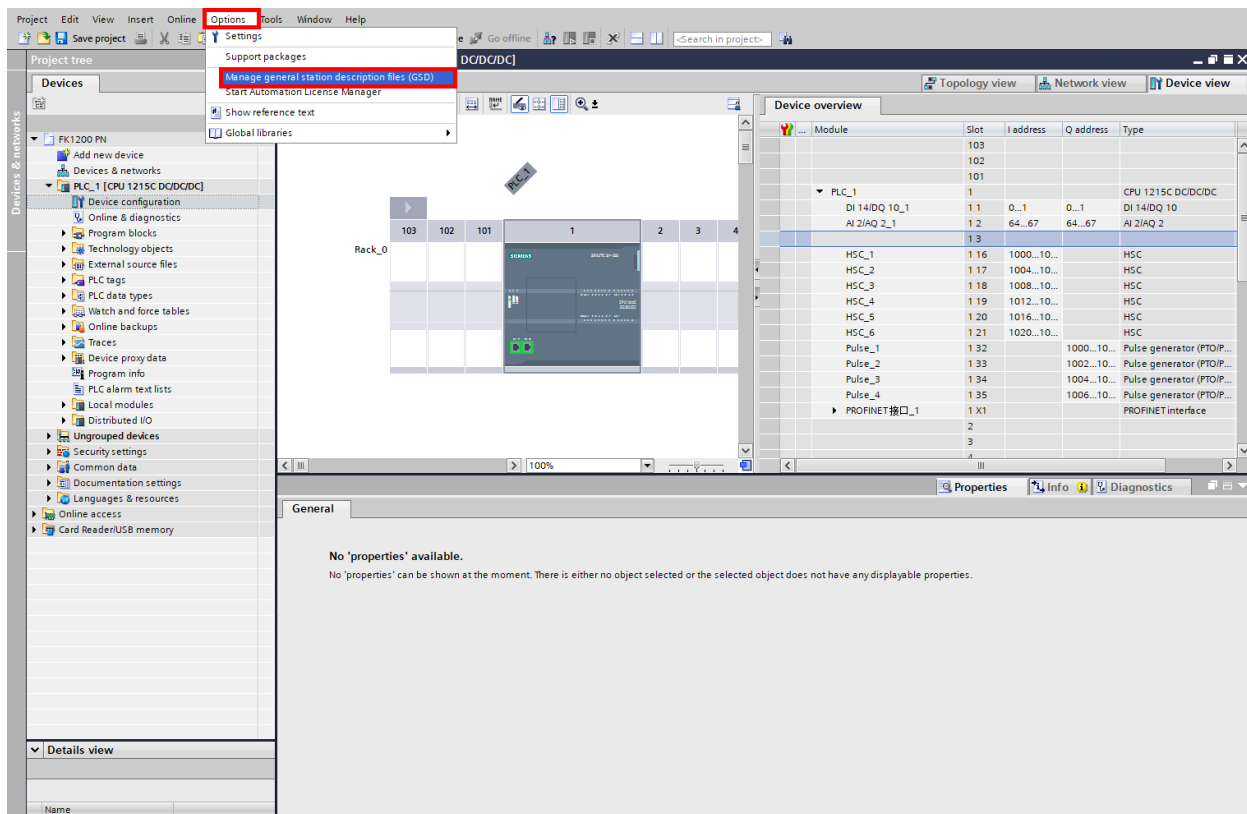 Project Edit View Insert Online Options Tools Window Help
Save project
Go offline
<Search in project>
Settings
Support packages
Manage general station description files (GSD)
Start Automation License Manager
Show reference text
Global libraries
Project tree
DC/DC/DC]
Devices
Topology view
Network view
Device view
Devices & networks
FK1200 PN
Add new device
Devices & networks
PLC_1 [CPU 1215C DC/DC/DC]
Device configuration
Online & diagnostics
Program blocks
Technology objects
External source files
PLC tags
PLC data types
Watch and force tables
Online backups
Traces
Device proxy data
Program info
PLC alarm text lists
Local modules
Distributed I/O
Ungrouped devices
Security settings
Common data
Documentation settings
Languages & resources
Online access
Card Reader/USB memory
PLC_1
103 102 101 1 2 3 4
Rack_0
SIEMENS
100%
Device overview
... Module Slot I address Q address Type
103
102
101
PLC_1 1 CPU 1215C DC/DC/DC
DI 14/DQ 10_1 1 1 0...1 0...1 DI 14/DQ 10
AI 2/AQ 2_1 1 2 64...67 64...67 AI 2/AQ 2
1 3
HSC_1 1 16 1000...10... HSC
HSC_2 1 17 1004...10... HSC
HSC_3 1 18 1008...10... HSC
HSC_4 1 19 1012...10... HSC
HSC_5 1 20 1016...10... HSC
HSC_6 1 21 1020...10... HSC
Pulse_1 1 32 1000...10... Pulse generator (PTO/P...
Pulse_2 1 33 1002...10... Pulse generator (PTO/P...
Pulse_3 1 34 1004...10... Pulse generator (PTO/P...
Pulse_4 1 35 1006...10... Pulse generator (PTO/P...
PROFINET接口_1 1 X1 PROFINET interface
2
3
4
Properties
Info
Diagnostics
General
No 'properties' available.
No 'properties' can be shown at the moment. There is either no object selected or the selected object does not have any displayable properties.
Details view
Name